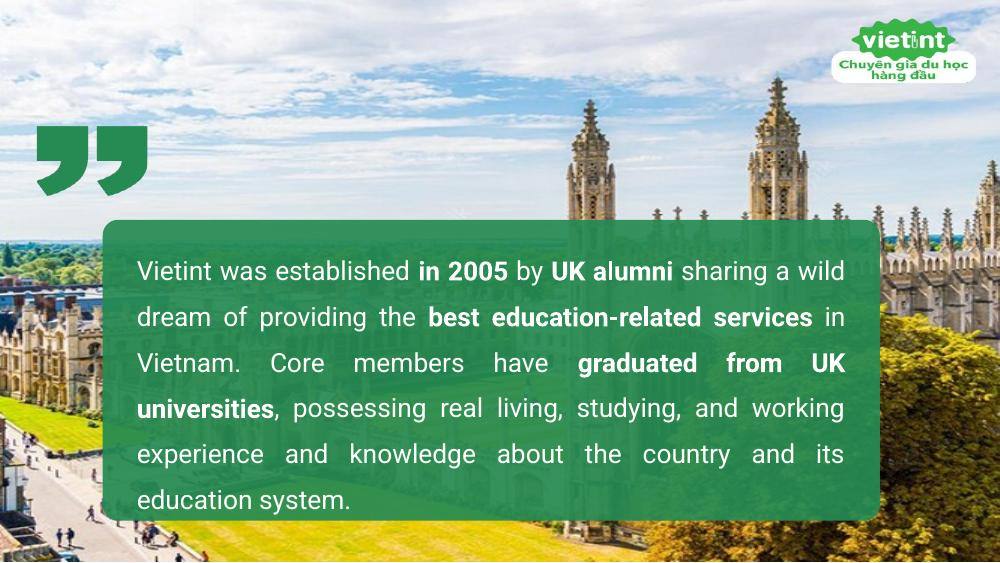 vietint
Chuyên gia du học
hàng đầu
”
Vietint was established in 2005 by UK alumni sharing a wild
dream of providing the best education-related services in
Vietnam. Core members have graduated from UK
universities, possessing real living, studying, and working
experience and knowledge about the country and its
education system.